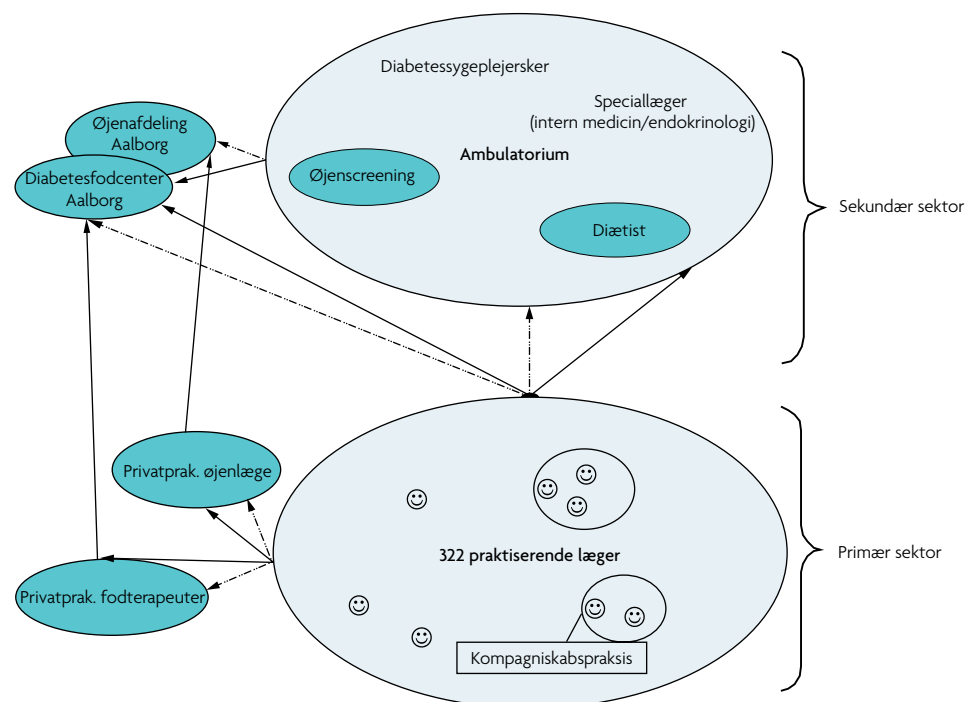 Diabetessygeplejersker
Speciallæger
(intern medicin/endokrinologi)
Øjenafdeling
Aalborg
Ambulatorium
Diabetesfodcenter
Aalborg
Øjenscreening
Diætist
Sekundær sektor
Privatprak. øjenlæge
322 praktiserende læger
Primær sektor
Privatprak. fodterapeuter
Kompagniskabspraksis